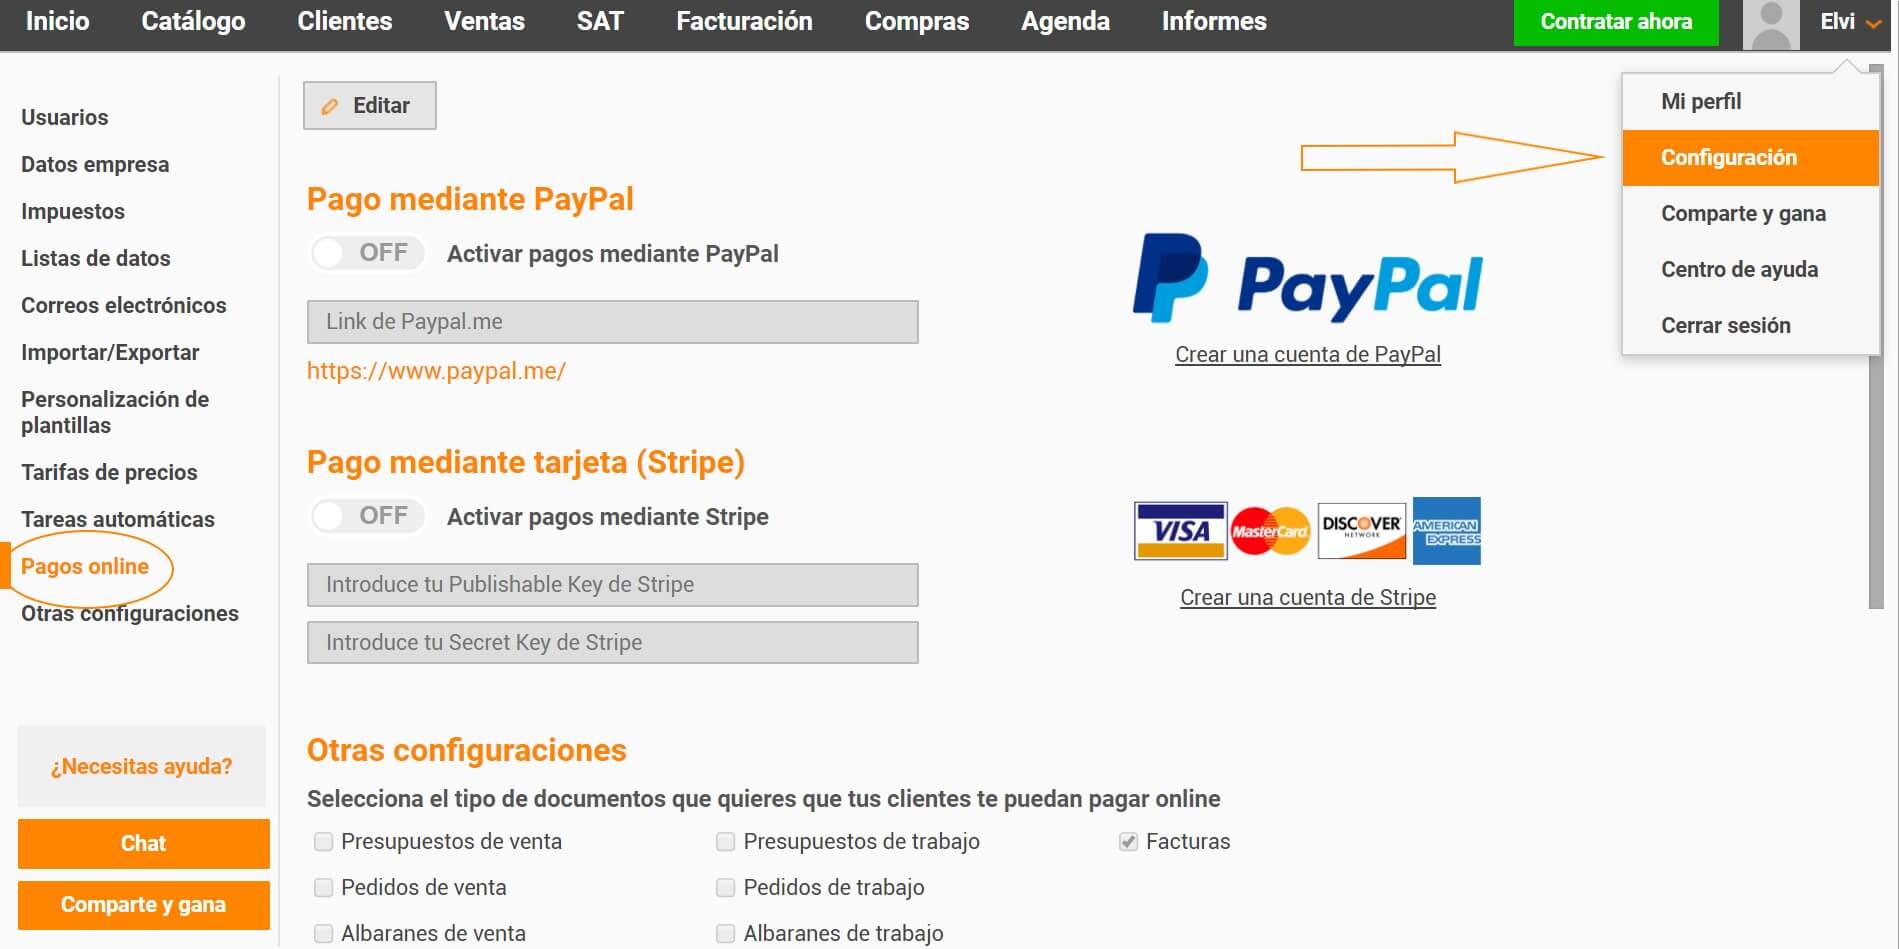 Inicio Catálogo Clientes Ventas SAT Facturación Compras Agenda Informes Contratar ahora Elvi
Usuarios
Datos empresa
Impuestos
Listas de datos
Correos electrónicos
Importar/Exportar
Personalización de
plantillas
Tarifas de precios
Tareas automáticas
Pagos online
Otras configuraciones
¿Necesitas ayuda?
Chat
Comparte y gana
Editar
Pago mediante PayPal
OFF Activar pagos mediante PayPal
Link de Paypal.me
https://www.paypal.me/
PayPal
Crear una cuenta de PayPal
Pago mediante tarjeta (Stripe)
OFF Activar pagos mediante Stripe
Introduce tu Publishable Key de Stripe
Introduce tu Secret Key de Stripe
VISA
MasterCard
DISCOVER
NETWORK
AMERICAN
EXPRESS
Crear una cuenta de Stripe
Otras configuraciones
Selecciona el tipo de documentos que quieres que tus clientes te puedan pagar online
Presupuestos de venta Presupuestos de trabajo Facturas
Pedidos de venta Pedidos de trabajo
Albaranes de venta Albaranes de trabajo
Mi perfil
Configuración
Comparte y gana
Centro de ayuda
Cerrar sesión